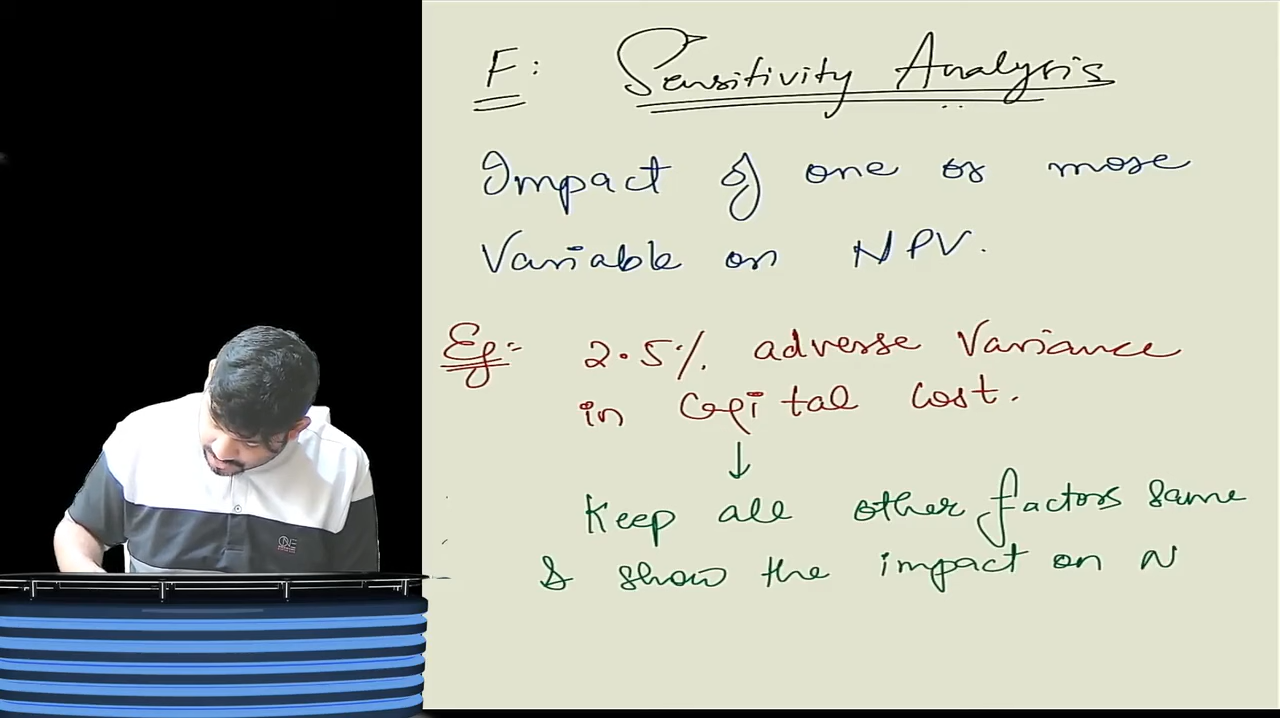 F: Sensitivity Analysis
Impact of one or more
Variable on NPV.
Eg:- 2.5% adverse Variance
in Capital Cost.
↓
Keep all other factors same
& show the impact on N